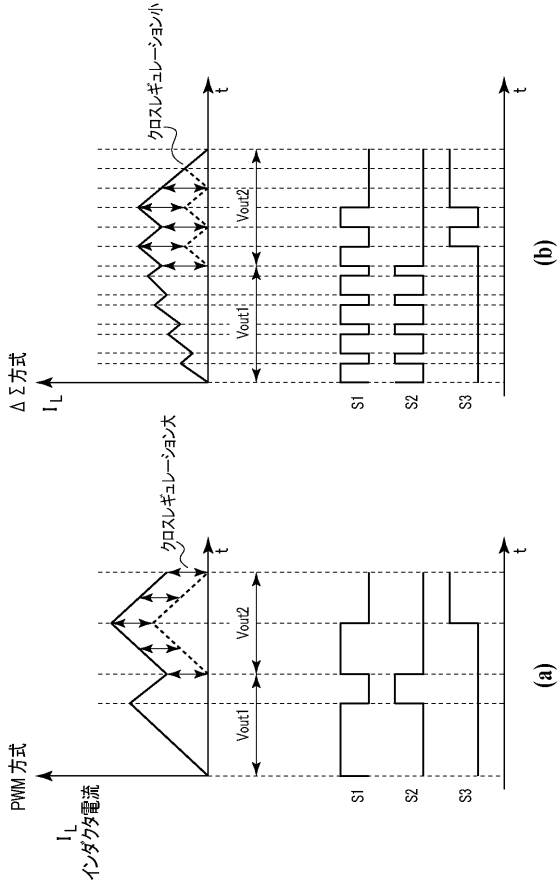 PWM 方式
I L
インダクタ電流
クロスレギュレーション大
t
Vout1
Vout2
S1
S2
S3
t
(a)
ΔΣ方式
I L
クロスレギュレーション小
t
Vout1
Vout2
S1
S2
S3
t
(b)